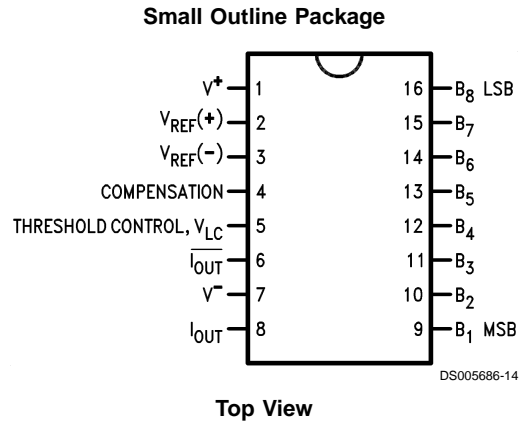 Small Outline Package
V+ 1 16 B8 LSB
VREF(+) 2 15 B7
VREF(−) 3 14 B6
COMPENSATION 4 13 B5
THRESHOLD CONTROL, VLC 5 12 B4
I̅O̅U̅T̅ 6 11 B3
V− 7 10 B2
IOUT 8 9 B1 MSB
DS005686-14
Top View